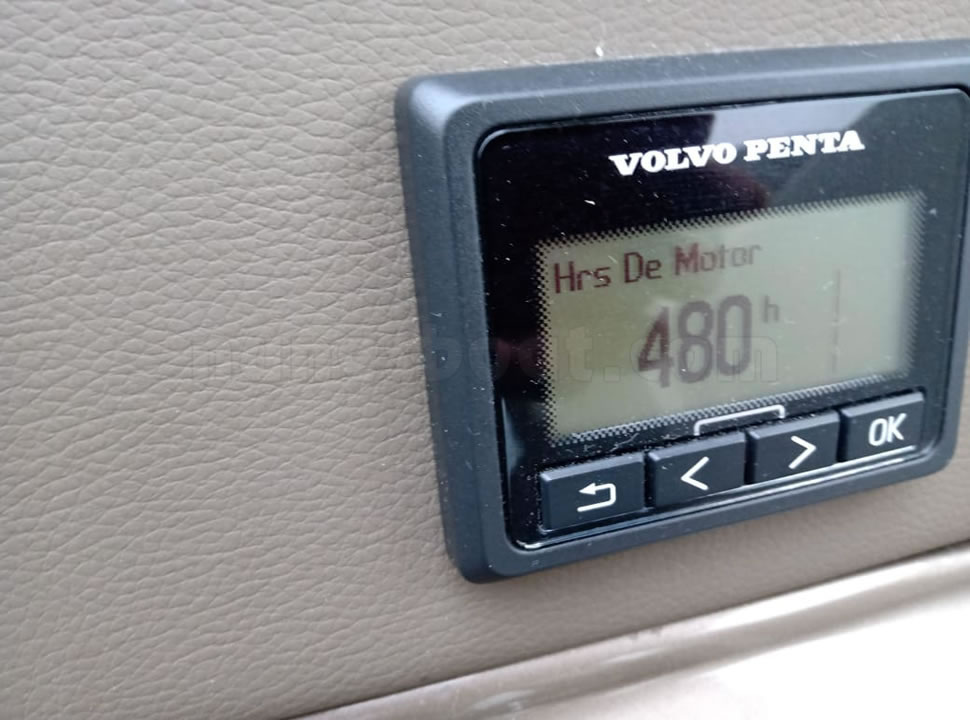 VOLVO PENTA
Hrs De Motor
480 h
OK